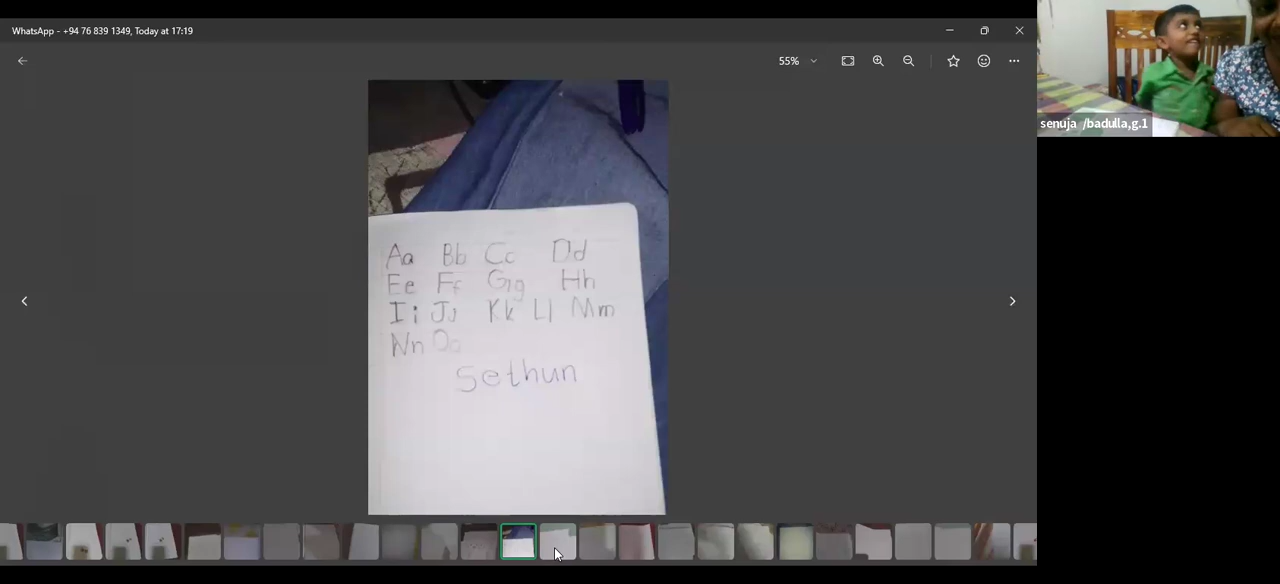 WhatsApp - +94 76 839 1349, Today at 17:19
55%
senuja /badulla,g.1
Aa Bb Cc Dd
Ee Ff Gg Hh
Ii Jj Kk Ll Mm
Nn Oo
Sethun